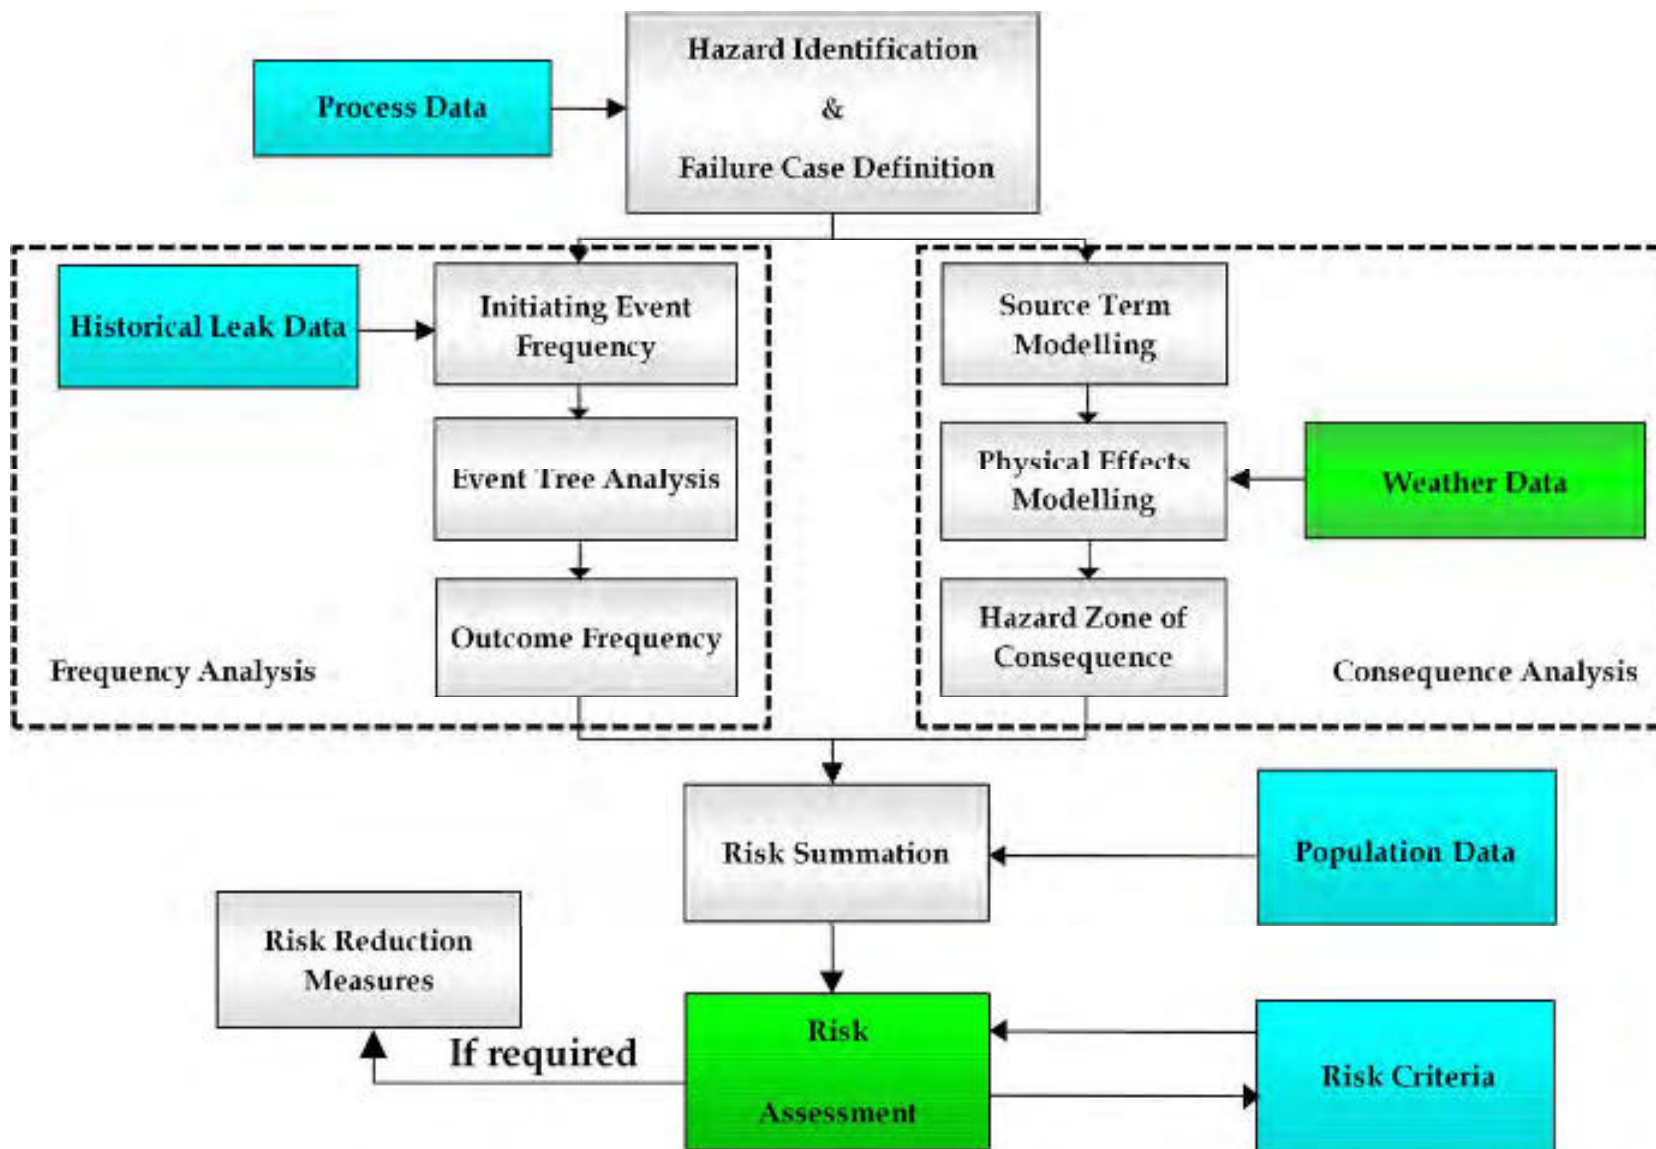 Hazard Identification
&
Failure Case Definition
Process Data
Historical Leak Data
Initiating Event
Frequency
Source Term
Modelling
Event Tree Analysis
Physical Effects
Modelling
Weather Data
Outcome Frequency
Hazard Zone of
Consequence
Frequency Analysis
Consequence Analysis
Risk Summation
Population Data
Risk Reduction
Measures
If required
Risk
Assessment
Risk Criteria